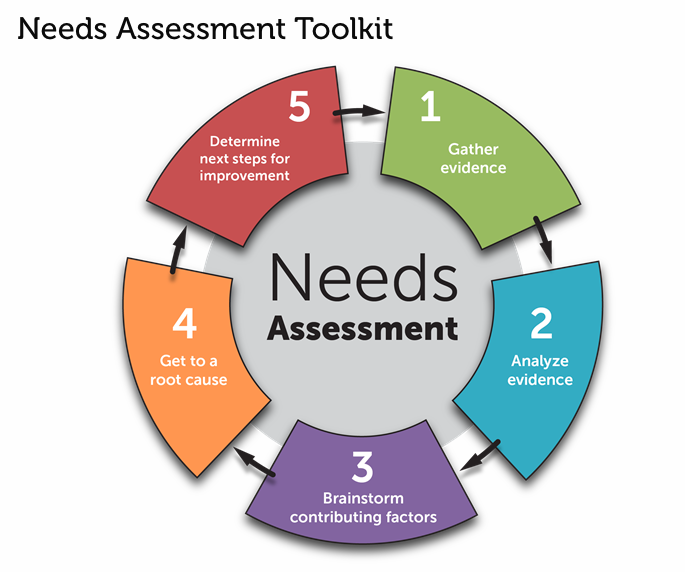 Needs Assessment Toolkit
1
Gather
evidence
2
Analyze
evidence
3
Brainstorm
contributing factors
4
Get to a
root cause
5
Determine
next steps for
improvement
Needs
Assessment